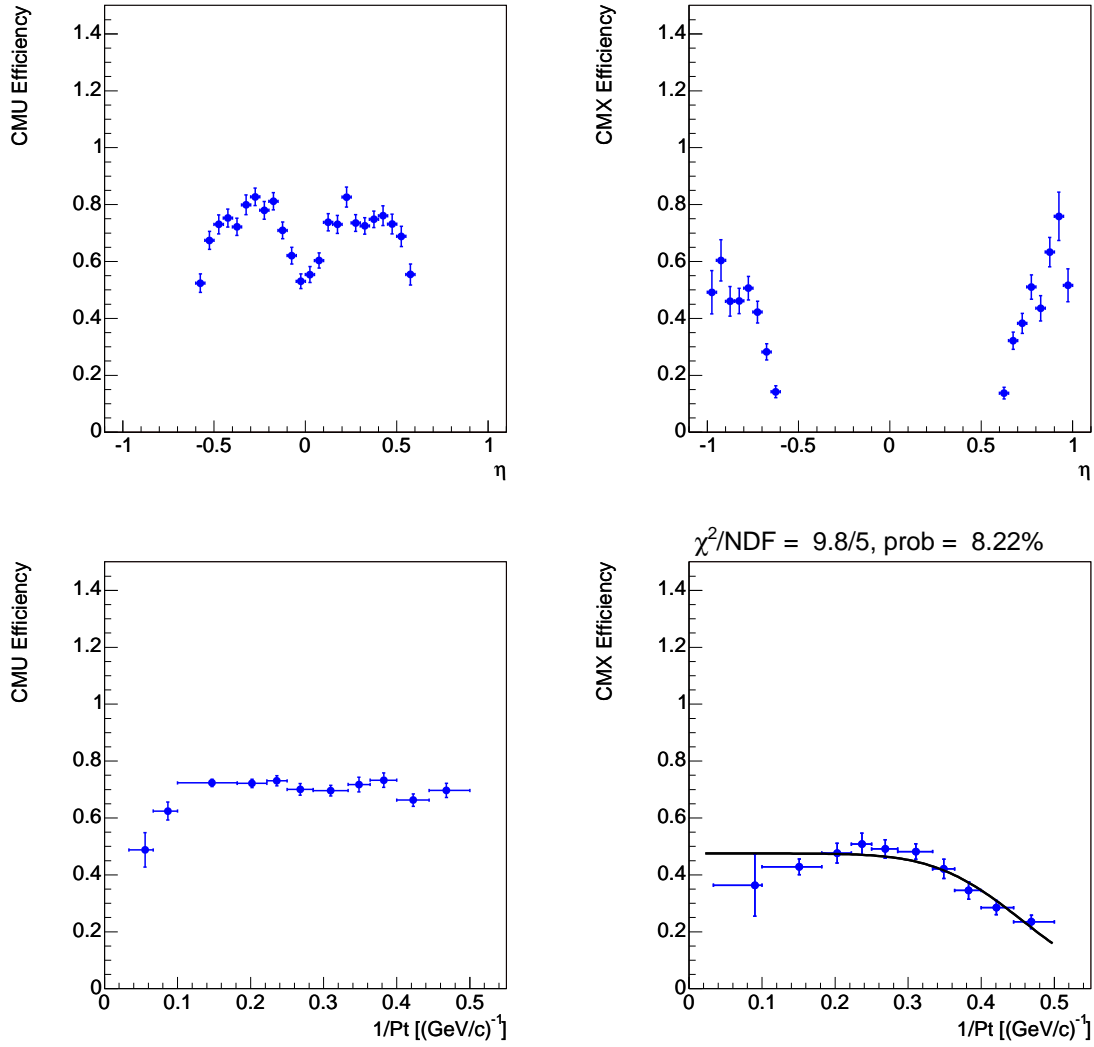 CMU Efficiency
1.4
1.2
1
0.8
0.6
0.4
0.2
0
-1 -0.5 0 0.5 1
η
CMX Efficiency
1.4
1.2
1
0.8
0.6
0.4
0.2
0
-1 -0.5 0 0.5 1
η
CMU Efficiency
1.4
1.2
1
0.8
0.6
0.4
0.2
0
0 0.1 0.2 0.3 0.4 0.5
1/Pt [(GeV/c)⁻¹]
χ²/NDF = 9.8/5, prob = 8.22%
CMX Efficiency
1.4
1.2
1
0.8
0.6
0.4
0.2
0
0 0.1 0.2 0.3 0.4 0.5
1/Pt [(GeV/c)⁻¹]